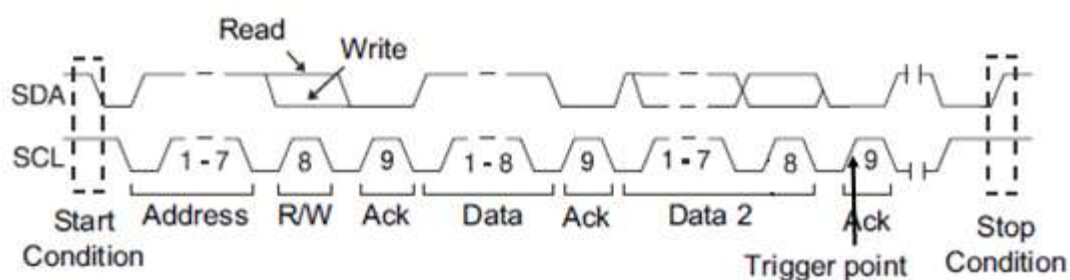 Read
Write
SDA
SCL
1 - 7
8
9
1 - 8
9
1 - 7
8
9
Start
Condition
Address
R/W
Ack
Data
Ack
Data 2
Ack
Trigger point
Stop
Condition